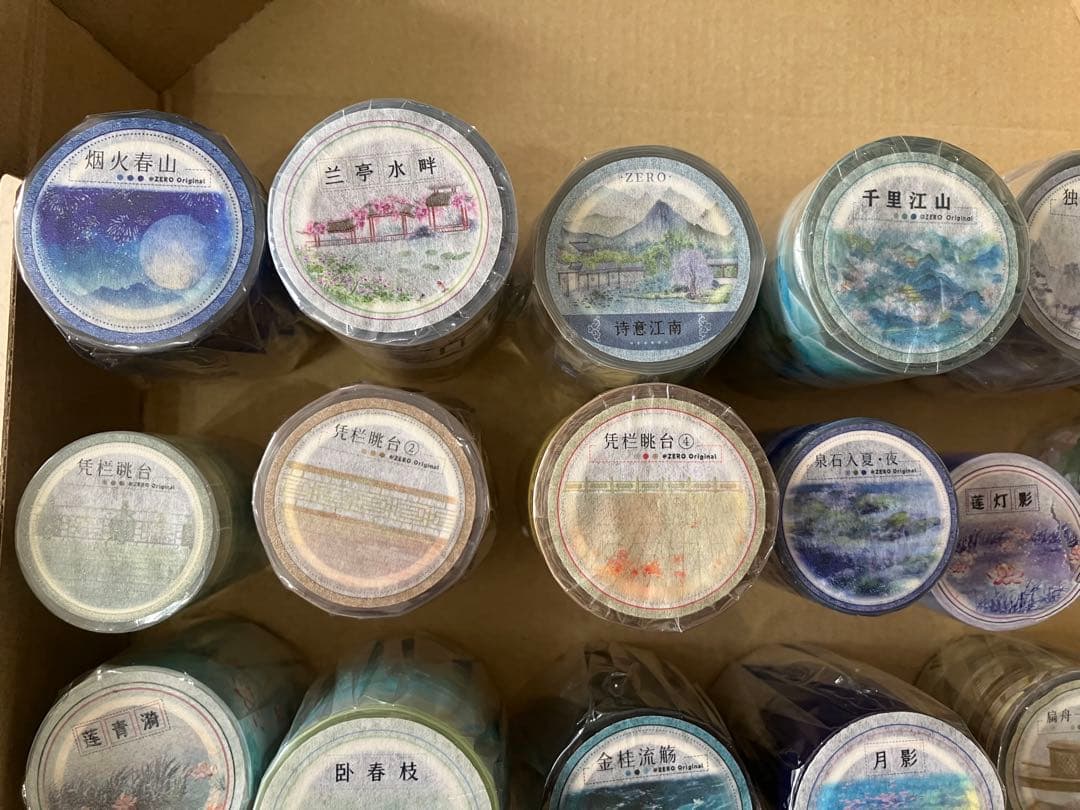 烟火春山
ZERO Original
兰亭水畔
ZERO
诗意江南
千里江山
ZERO Original
独
凭栏眺台
ZERO Original
凭栏眺台②
ZERO Original
凭栏眺台④
ZERO Original
泉石入夏·夜
ZERO Original
莲灯影
莲青漪
卧春枝
金桂流觞
ZERO Original
月影
扁舟